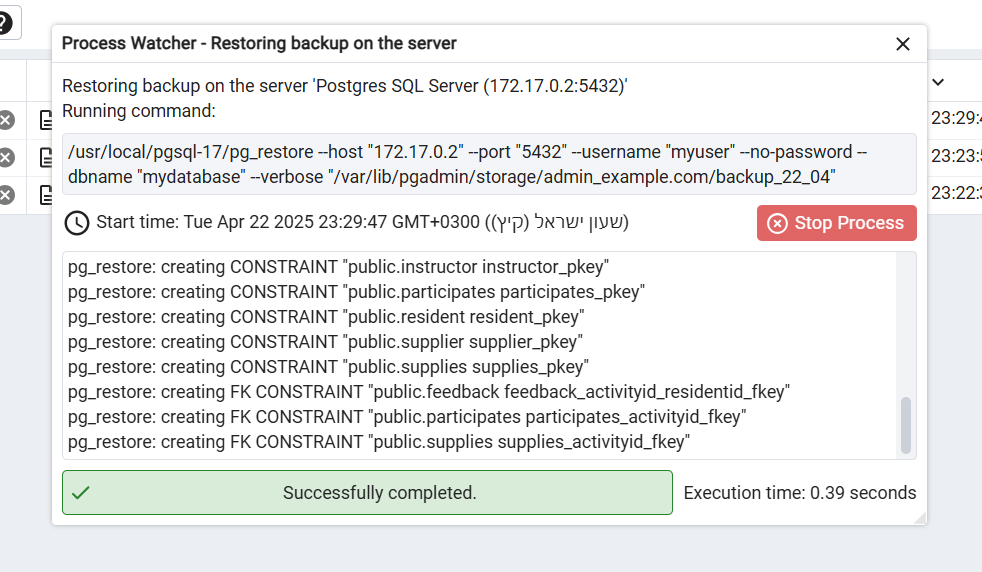 ?
Process Watcher - Restoring backup on the server
Restoring backup on the server 'Postgres SQL Server (172.17.0.2:5432)'
Running command:
/usr/local/pgsql-17/pg_restore --host "172.17.0.2" --port "5432" --username "myuser" --no-password --
dbname "mydatabase" --verbose "/var/lib/pgadmin/storage/admin_example.com/backup_22_04"
Start time: Tue Apr 22 2025 23:29:47 GMT+0300 (שעון ישראל (קיץ))
Stop Process
pg_restore: creating CONSTRAINT "public.instructor instructor_pkey"
pg_restore: creating CONSTRAINT "public.participates participates_pkey"
pg_restore: creating CONSTRAINT "public.resident resident_pkey"
pg_restore: creating CONSTRAINT "public.supplier supplier_pkey"
pg_restore: creating CONSTRAINT "public.supplies supplies_pkey"
pg_restore: creating FK CONSTRAINT "public.feedback feedback_activityid_residentid_fkey"
pg_restore: creating FK CONSTRAINT "public.participates participates_activityid_fkey"
pg_restore: creating FK CONSTRAINT "public.supplies supplies_activityid_fkey"
Successfully completed.
Execution time: 0.39 seconds
23:29:
23:23:
23:22: